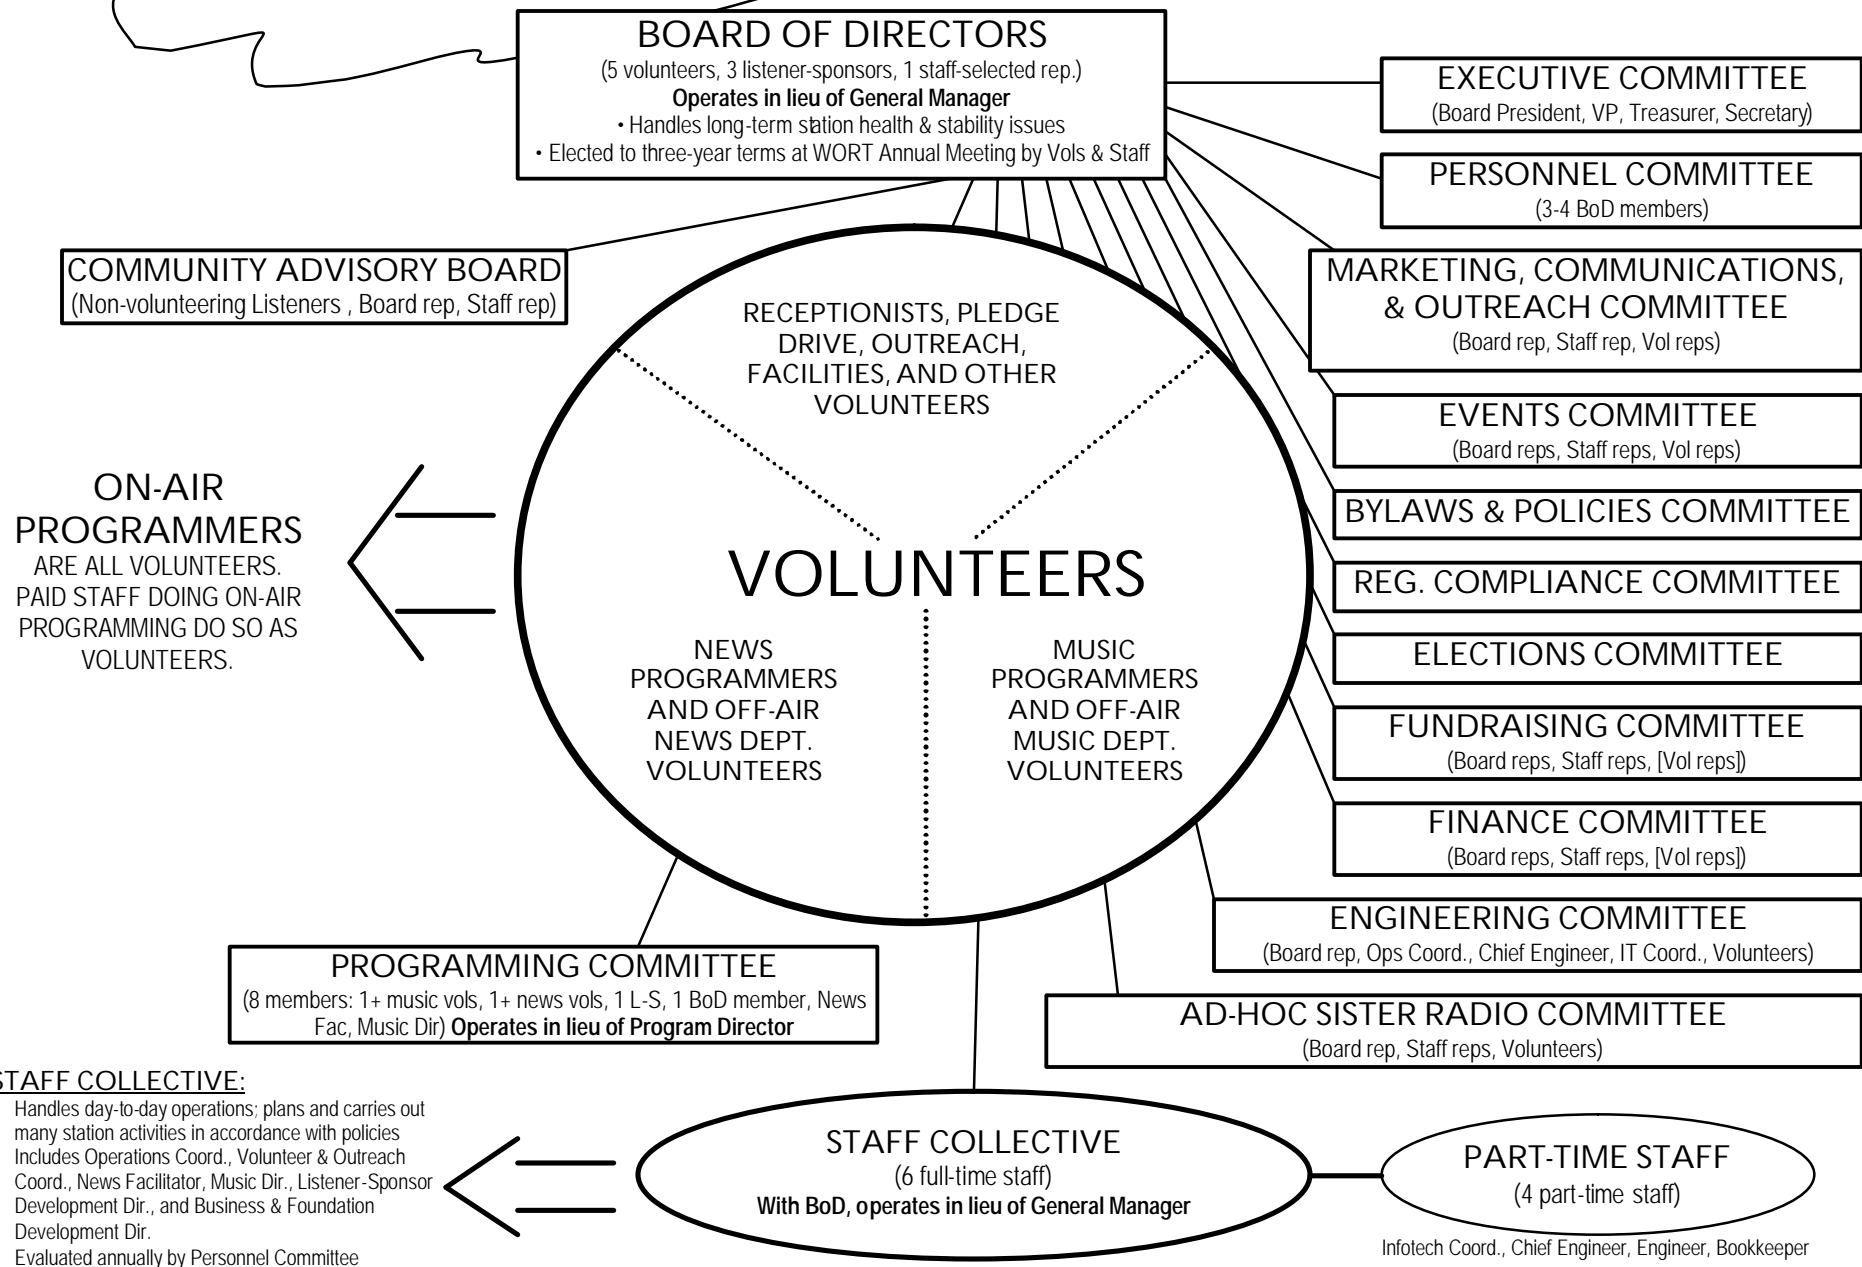 BOARD OF DIRECTORS
(5 volunteers, 3 listener-sponsors, 1 staff-selected rep.)
Operates in lieu of General Manager
• Handles long-term station health & stability issues
• Elected to three-year terms at WORT Annual Meeting by Vols & Staff
EXECUTIVE COMMITTEE
(Board President, VP, Treasurer, Secretary)
PERSONNEL COMMITTEE
(3-4 BoD members)
COMMUNITY ADVISORY BOARD
(Non-volunteering Listeners , Board rep, Staff rep)
MARKETING, COMMUNICATIONS,
& OUTREACH COMMITTEE
(Board rep, Staff rep, Vol reps)
RECEPTIONISTS, PLEDGE
DRIVE, OUTREACH,
FACILITIES, AND OTHER
VOLUNTEERS
EVENTS COMMITTEE
(Board reps, Staff reps, Vol reps)
BYLAWS & POLICIES COMMITTEE
REG. COMPLIANCE COMMITTEE
ELECTIONS COMMITTEE
FUNDRAISING COMMITTEE
(Board reps, Staff reps, [Vol reps])
FINANCE COMMITTEE
(Board reps, Staff reps, [Vol reps])
ENGINEERING COMMITTEE
(Board rep, Ops Coord., Chief Engineer, IT Coord., Volunteers)
AD-HOC SISTER RADIO COMMITTEE
(Board rep, Staff reps, Volunteers)
ON-AIR
PROGRAMMERS
ARE ALL VOLUNTEERS.
PAID STAFF DOING ON-AIR
PROGRAMMING DO SO AS
VOLUNTEERS.
VOLUNTEERS
NEWS
PROGRAMMERS
AND OFF-AIR
NEWS DEPT.
VOLUNTEERS
MUSIC
PROGRAMMERS
AND OFF-AIR
MUSIC DEPT.
VOLUNTEERS
PROGRAMMING COMMITTEE
(8 members: 1+ music vols, 1+ news vols, 1 L-S, 1 BoD member, News
Fac, Music Dir) Operates in lieu of Program Director
STAFF COLLECTIVE:
Handles day-to-day operations; plans and carries out
many station activities in accordance with policies
Includes Operations Coord., Volunteer & Outreach
Coord., News Facilitator, Music Dir., Listener-Sponsor
Development Dir., and Business & Foundation
Development Dir.
Evaluated annually by Personnel Committee
STAFF COLLECTIVE
(6 full-time staff)
With BoD, operates in lieu of General Manager
PART-TIME STAFF
(4 part-time staff)
Infotech Coord., Chief Engineer, Engineer, Bookkeeper